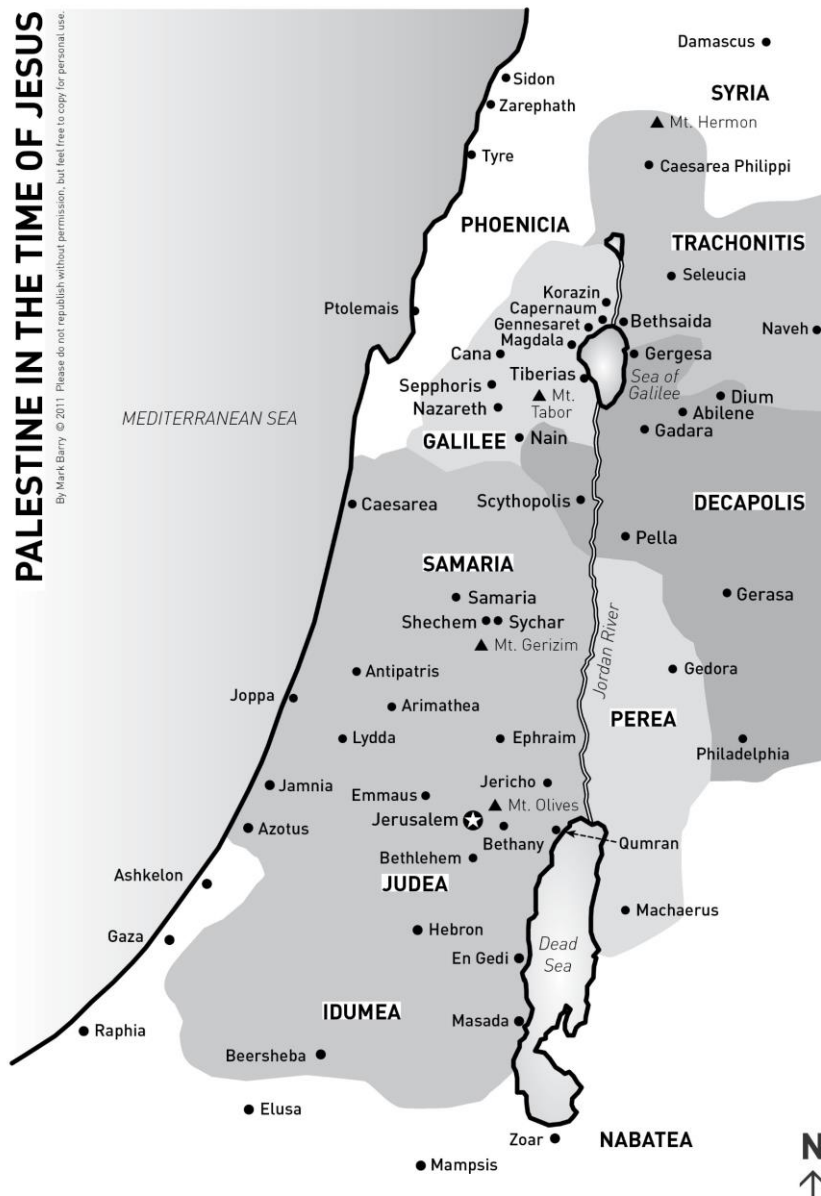 PALESTINE IN THE TIME OF JESUS
By Mark Barry © 2011 Please do not republish without permission, but feel free to copy for personal use.
Damascus
Sidon
SYRIA
Zarephath
Mt. Hermon
Tyre
Caesarea Philippi
PHOENICIA
TRACHONITIS
Seleucia
Korazin
Ptolemais
Capernaum
Gennesaret
Bethsaida
Naveh
Magdala
Cana
Gergesa
Tiberias
Sea of
Galilee
Sepphoris
Mt.
Tabor
Dium
Nazareth
Abilene
MEDITERRANEAN SEA
Gadara
GALILEE
Nain
Caesarea
Scythopolis
DECAPOLIS
Pella
SAMARIA
Samaria
Gerasa
Shechem
Sychar
Mt. Gerizim
Jordan River
Antipatris
Gedora
Joppa
Arimathea
PEREA
Lydda
Ephraim
Philadelphia
Jamnia
Jericho
Emmaus
Mt. Olives
Jerusalem
Azotus
Bethany
Qumran
Bethlehem
Ashkelon
JUDEA
Machaerus
Hebron
Gaza
Dead
Sea
En Gedi
IDUMEA
Masada
Raphia
Beersheba
Elusa
Zoar
NABATEA
Mampsis
N